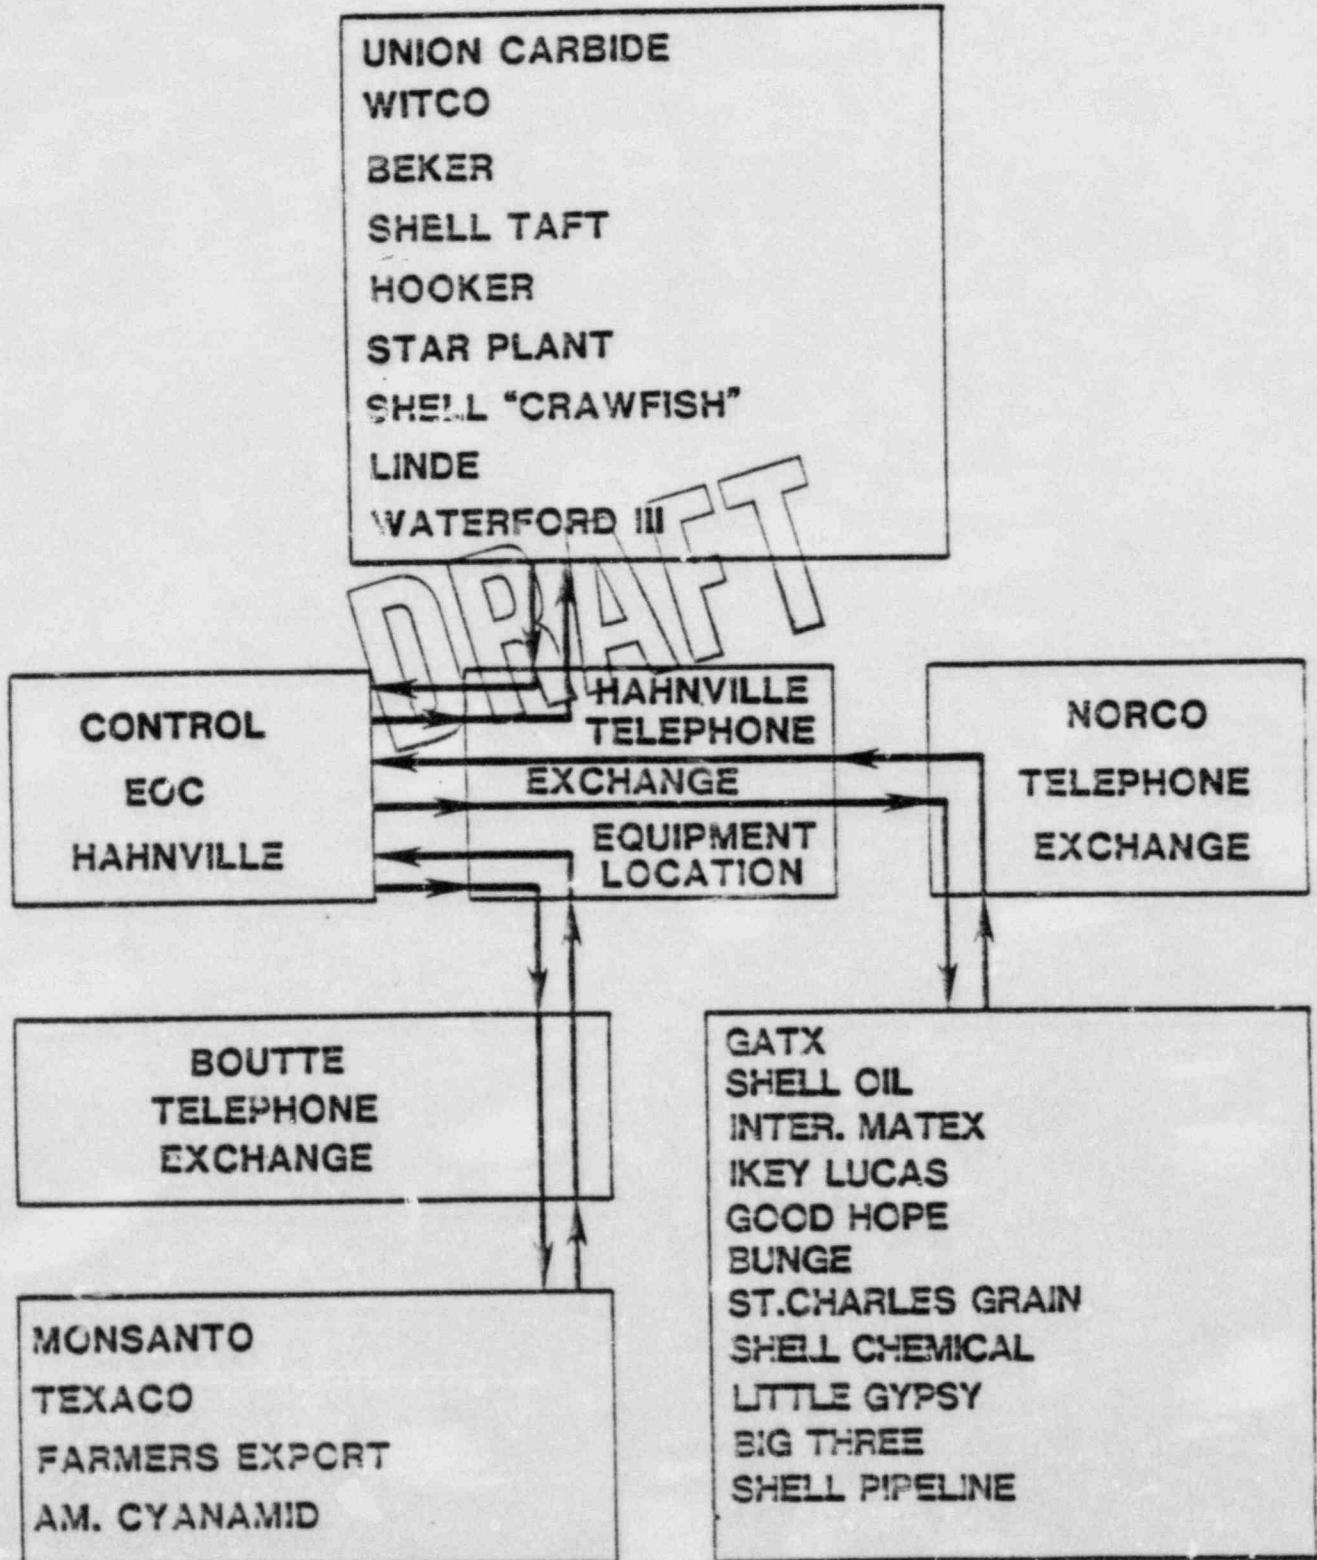 UNION CARBIDE
WITCO
BEKER
SHELL TAFT
HOOKER
STAR PLANT
SHELL "CRAWFISH"
LINDE
WATERFORD III
DRAFT
CONTROL
EOC
HAHNVILLE
HAHNVILLE
TELEPHONE
EXCHANGE
EQUIPMENT
LOCATION
NORCO
TELEPHONE
EXCHANGE
BOUTTE
TELEPHONE
EXCHANGE
MONSANTO
TEXACO
FARMERS EXPORT
AM. CYANAMID
GATX
SHELL OIL
INTER. MATEX
IKEY LUCAS
GOOD HOPE
BUNGE
ST.CHARLES GRAIN
SHELL CHEMICAL
LITTLE GYPSY
BIG THREE
SHELL PIPELINE